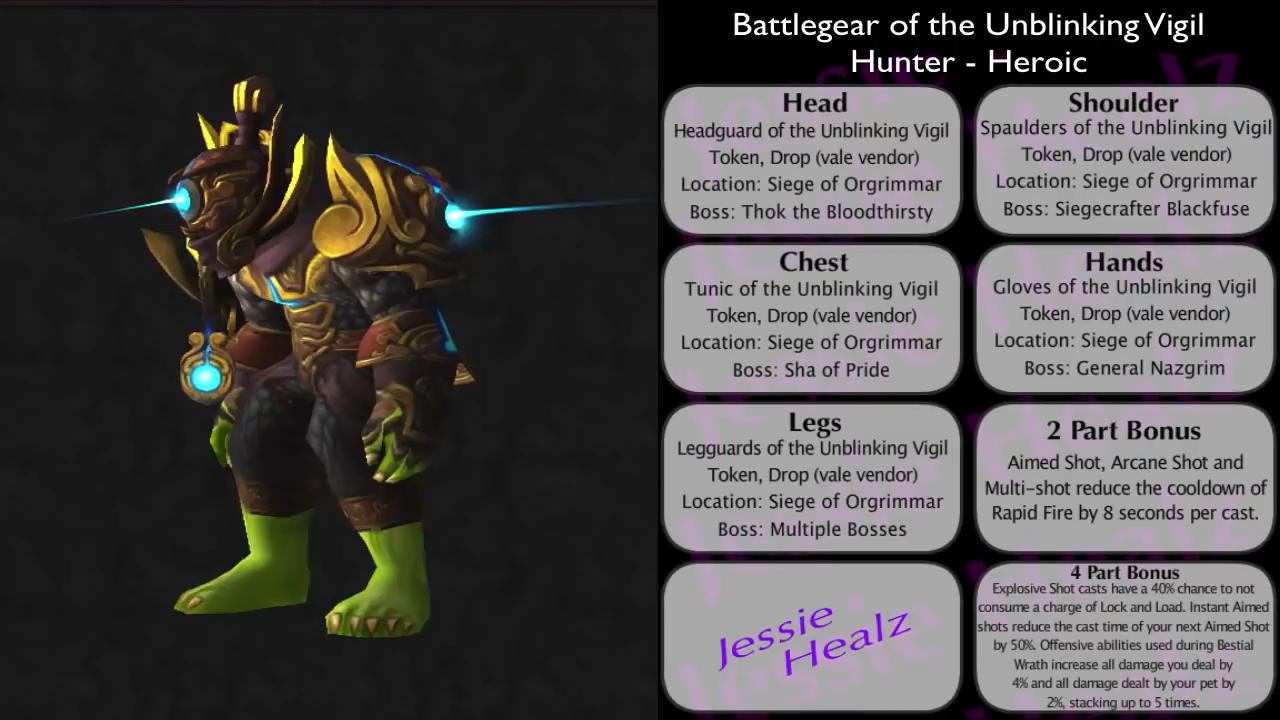 Battlegear of the Unblinking Vigil
Hunter - Heroic
Head
Headguard of the Unblinking Vigil
Token, Drop (vale vendor)
Location: Siege of Orgrimmar
Boss: Thok the Bloodthirsty
Shoulder
Spaulders of the Unblinking Vigil
Token, Drop (vale vendor)
Location: Siege of Orgrimmar
Boss: Siegecrafter Blackfuse
Chest
Tunic of the Unblinking Vigil
Token, Drop (vale vendor)
Location: Siege of Orgrimmar
Boss: Sha of Pride
Hands
Gloves of the Unblinking Vigil
Token, Drop (vale vendor)
Location: Siege of Orgrimmar
Boss: General Nazgrim
Legs
Legguards of the Unblinking Vigil
Token, Drop (vale vendor)
Location: Siege of Orgrimmar
Boss: Multiple Bosses
2 Part Bonus
Aimed Shot, Arcane Shot and
Multi-shot reduce the cooldown of
Rapid Fire by 8 seconds per cast.
Jessie
Healz
4 Part Bonus
Explosive Shot casts have a 40% chance to not
consume a charge of Lock and Load. Instant Aimed
shots reduce the cast time of your next Aimed Shot
by 50%. Offensive abilities used during Bestial
Wrath increase all damage you deal by
4% and all damage dealt by your pet by
2%, stacking up to 5 times.